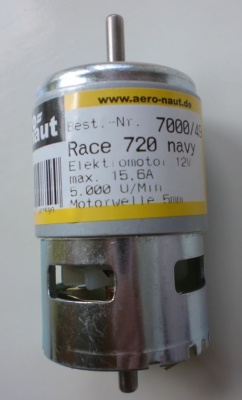 www.aero-naut.de
naut
Best.-Nr. 7000/
Race 720 navy
Elektromotor 12V
max. 15,6A
5.000 U/Min
Motorwelle 5mm